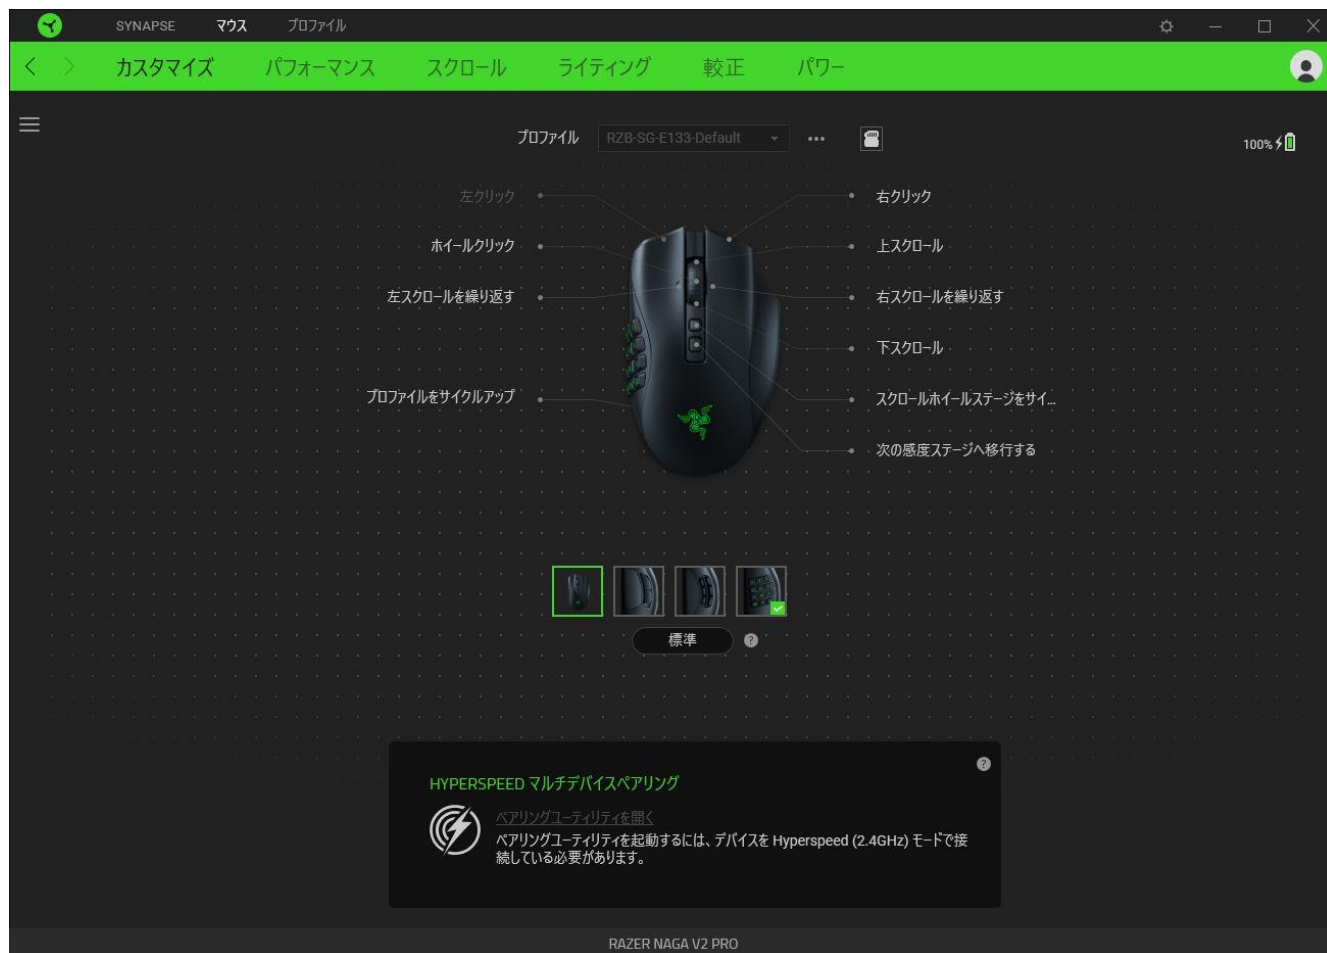 SYNAPSE マウス プロファイル
カスタマイズ パフォーマンス スクロール ライティング 較正 パワー
プロファイル RZB-SG-E133-Default
100%
左クリック
右クリック
ホイールクリック
上スクロール
左スクロールを繰り返す
右スクロールを繰り返す
下スクロール
プロファイルをサイクルアップ
スクロールホイールステージをサイ...
次の感度ステージへ移行する
標準 ?
?
HYPERSPEED マルチデバイスペアリング
ペアリングユーティリティを開く
ペアリングユーティリティを起動するには、デバイスを Hyperspeed (2.4GHz) モードで接
続している必要があります。
RAZER NAGA V2 PRO